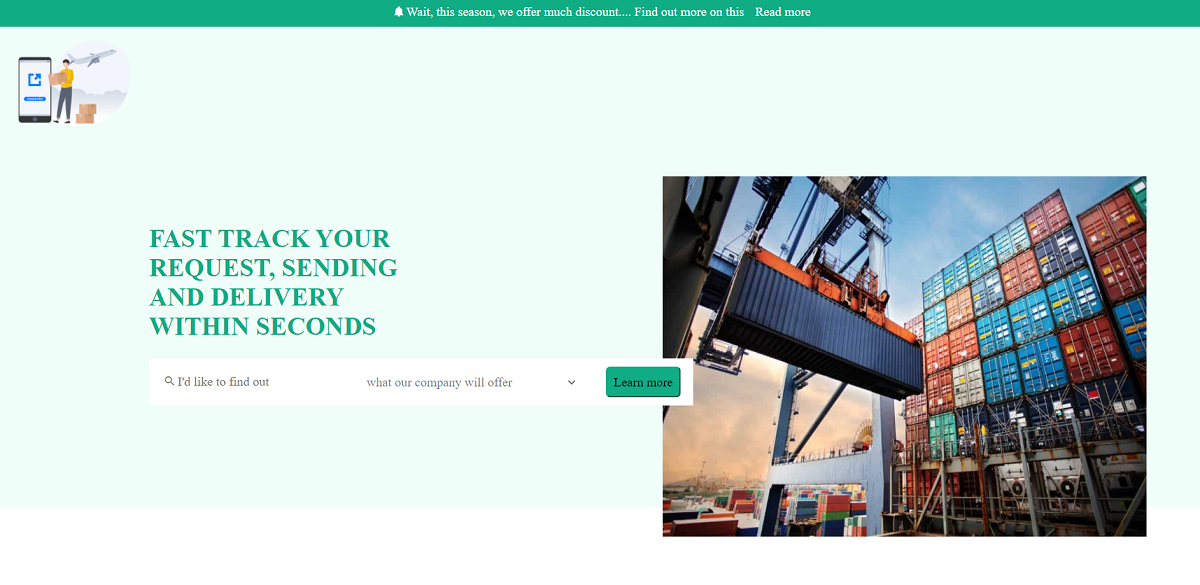 Wait, this season, we offer much discount.... Find out more on this Read more
FAST TRACK YOUR
REQUEST, SENDING
AND DELIVERY
WITHIN SECONDS
I'd like to find out what our company will offer Learn more